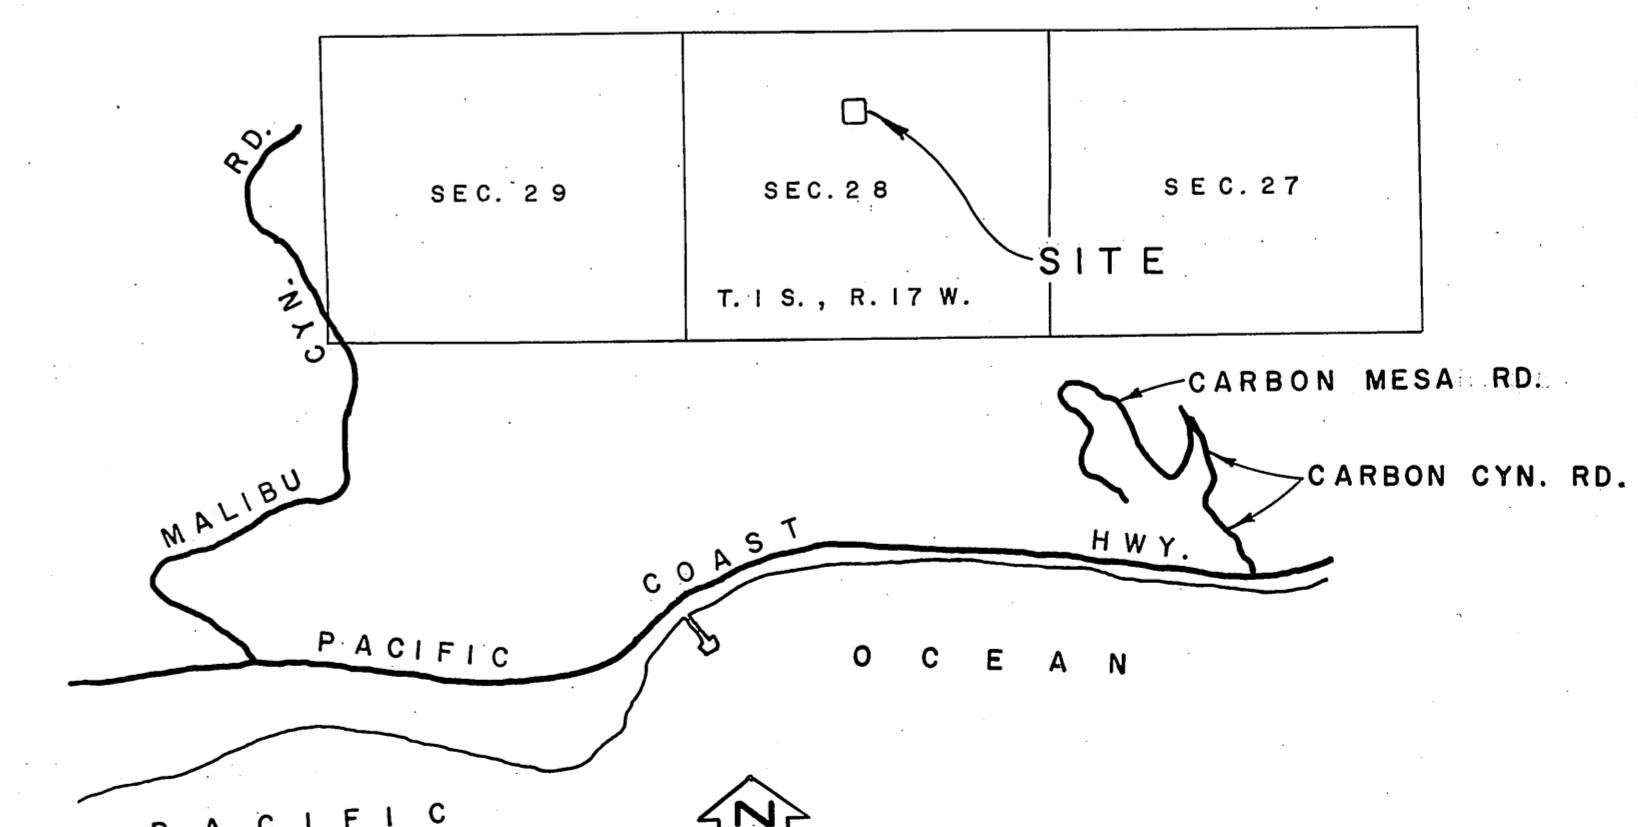 SEC. 29
SEC. 28
SEC. 27
SITE
T. 1 S., R. 17 W.
MALIBU CYN. RD.
CARBON MESA RD.
CARBON CYN. RD.
PACIFIC COAST HWY.
PACIFIC OCEAN
N